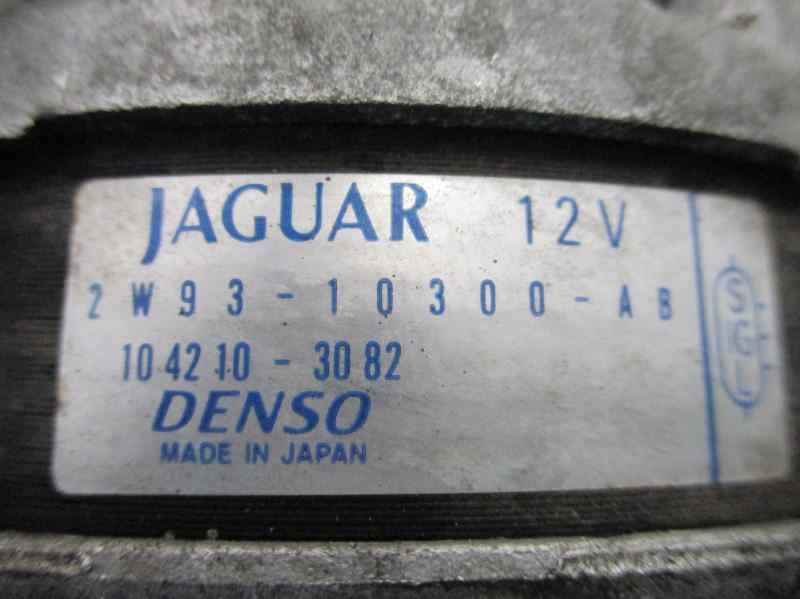 JAGUAR 12V
2W93-10300-AB
104210-3082
DENSO
MADE IN JAPAN